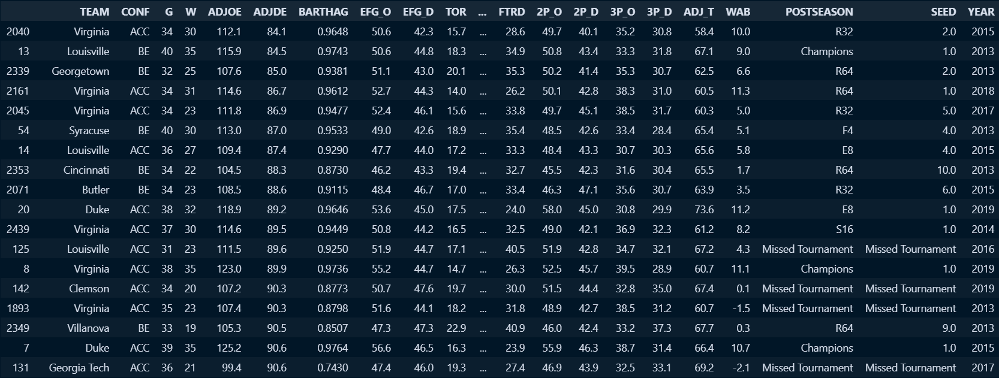 TEAM CONF G W ADJOE ADJDE BARTHAG EFG_O EFG_D TOR ... FTRD 2P_O 2P_D 3P_O 3P_D ADJ_T WAB POSTSEASON SEED YEAR
2040 Virginia ACC 34 30 112.1 84.1 0.9648 50.6 42.3 15.7 ... 28.6 49.7 40.1 35.2 30.8 58.4 10.0 R32 2.0 2015
13 Louisville BE 40 35 115.9 84.5 0.9743 50.6 44.8 18.3 ... 34.9 50.8 43.4 33.3 31.8 67.1 9.0 Champions 1.0 2013
2339 Georgetown BE 32 25 107.6 85.0 0.9381 51.1 43.0 20.1 ... 35.3 50.2 41.4 35.3 30.7 62.5 6.6 R64 2.0 2013
2161 Virginia ACC 34 31 114.6 86.7 0.9612 52.7 44.3 14.0 ... 26.2 50.1 42.8 38.3 31.0 60.5 11.3 R64 1.0 2018
2045 Virginia ACC 34 23 111.8 86.9 0.9477 52.4 46.1 15.6 ... 33.8 49.7 45.1 38.5 31.7 60.3 5.0 R32 5.0 2017
54 Syracuse BE 40 30 113.0 87.0 0.9533 49.0 42.6 18.9 ... 35.4 48.5 42.6 33.4 28.4 65.4 5.1 F4 4.0 2013
14 Louisville ACC 36 27 109.4 87.4 0.9290 47.7 44.0 17.2 ... 33.3 48.4 43.3 30.7 30.3 65.6 5.8 E8 4.0 2015
2353 Cincinnati BE 34 22 104.5 88.3 0.8730 46.2 43.3 19.4 ... 32.7 45.5 42.3 31.6 30.4 65.5 1.7 R64 10.0 2013
2071 Butler BE 34 23 108.5 88.6 0.9115 48.4 46.7 17.0 ... 33.4 46.3 47.1 35.6 30.7 63.9 3.5 R32 6.0 2015
20 Duke ACC 38 32 118.9 89.2 0.9646 53.6 45.0 17.5 ... 24.0 58.0 45.0 30.8 29.9 73.6 11.2 E8 1.0 2019
2439 Virginia ACC 37 30 114.6 89.5 0.9449 50.8 44.2 16.5 ... 32.5 49.0 42.1 36.9 32.3 61.2 8.2 S16 1.0 2014
125 Louisville ACC 31 23 111.5 89.6 0.9250 51.9 44.7 17.1 ... 40.5 51.9 42.8 34.7 32.1 67.2 4.3 Missed Tournament Missed Tournament 2016
8 Virginia ACC 38 35 123.0 89.9 0.9736 55.2 44.7 14.7 ... 26.3 52.5 45.7 39.5 28.9 60.7 11.1 Champions 1.0 2019
142 Clemson ACC 34 20 107.2 90.3 0.8773 50.7 47.6 19.7 ... 30.0 51.5 44.4 32.8 35.0 67.4 0.1 Missed Tournament Missed Tournament 2019
1893 Virginia ACC 35 23 107.4 90.3 0.8798 51.6 44.1 18.2 ... 31.8 48.9 42.7 38.5 31.2 60.7 -1.5 Missed Tournament Missed Tournament 2013
2349 Villanova BE 33 19 105.3 90.5 0.8507 47.3 47.3 22.9 ... 40.9 46.0 42.4 33.2 37.3 67.7 0.3 R64 9.0 2013
7 Duke ACC 39 35 125.2 90.6 0.9764 56.6 46.5 16.3 ... 23.9 55.9 46.3 38.7 31.4 66.4 10.7 Champions 1.0 2015
131 Georgia Tech ACC 36 21 99.4 90.6 0.7430 47.4 46.0 19.3 ... 27.4 46.9 43.9 32.5 33.1 69.2 -2.1 Missed Tournament Missed Tournament 2017